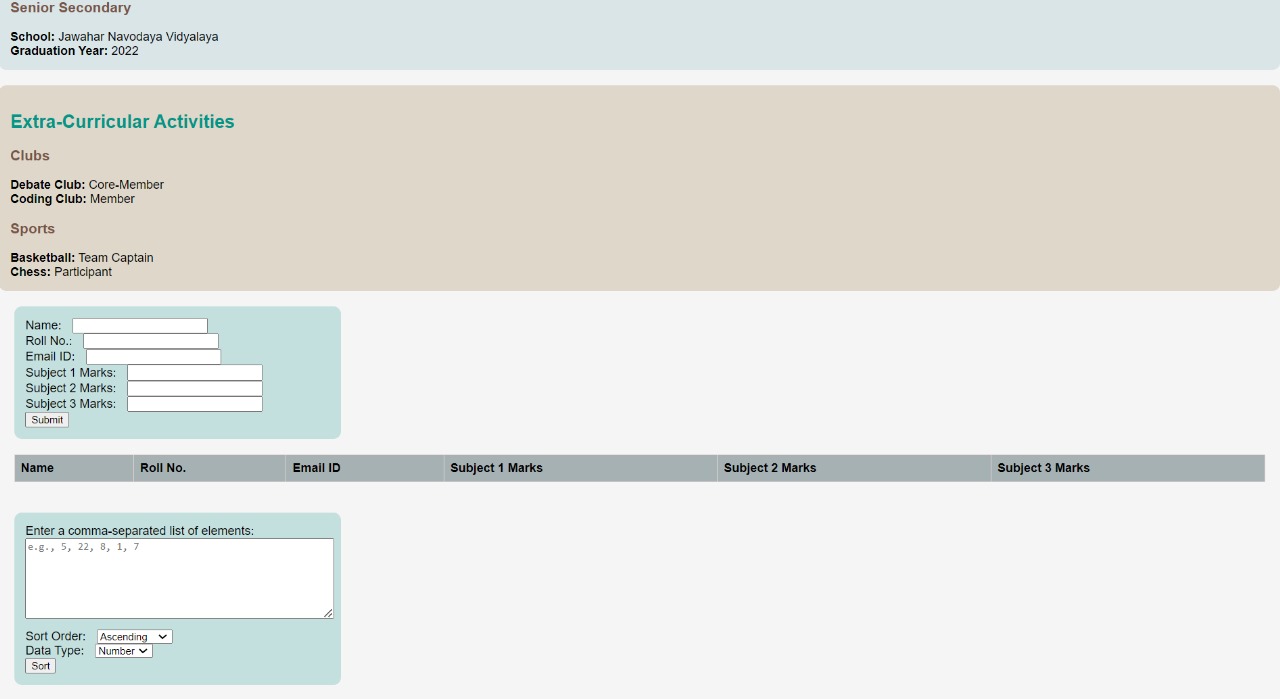 Senior Secondary
School: Jawahar Navodaya Vidyalaya
Graduation Year: 2022
Extra-Curricular Activities
Clubs
Debate Club: Core-Member
Coding Club: Member
Sports
Basketball: Team Captain
Chess: Participant
Name:
Roll No.:
Email ID:
Subject 1 Marks:
Subject 2 Marks:
Subject 3 Marks:
Submit
Name Roll No. Email ID Subject 1 Marks Subject 2 Marks Subject 3 Marks
Enter a comma-separated list of elements:
e.g., 5, 22, 8, 1, 7
Sort Order: Ascending
Data Type: Number
Sort